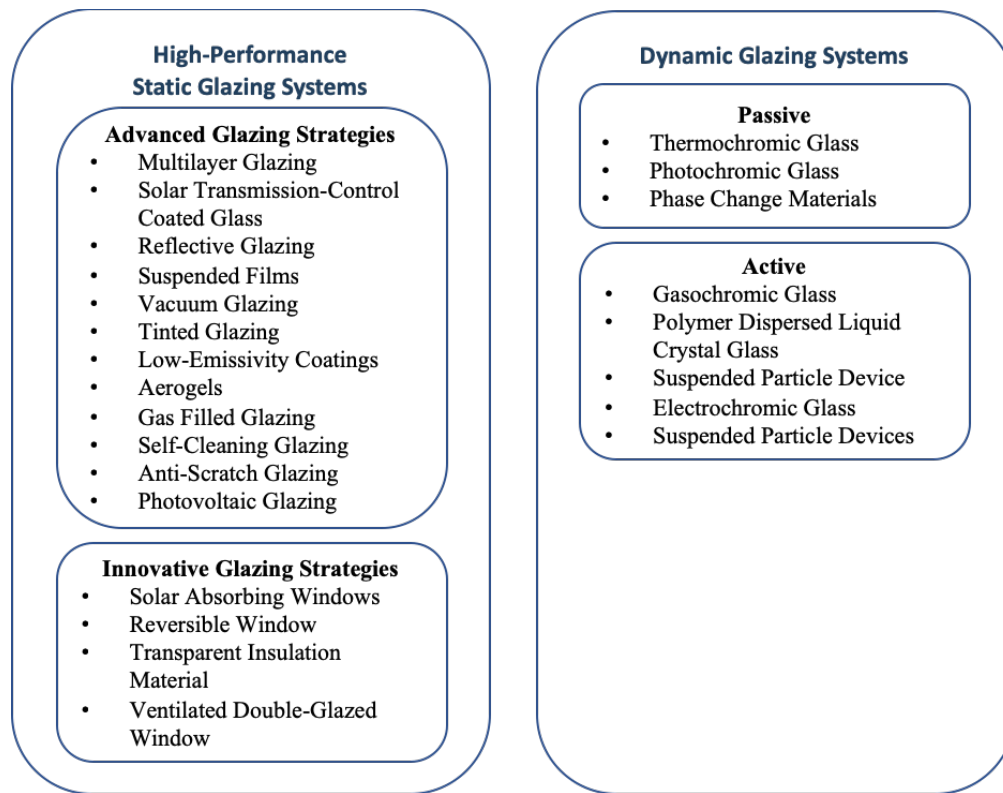 High-Performance
Static Glazing Systems
Advanced Glazing Strategies
• Multilayer Glazing
• Solar Transmission-Control
Coated Glass
• Reflective Glazing
• Suspended Films
• Vacuum Glazing
• Tinted Glazing
• Low-Emissivity Coatings
• Aerogels
• Gas Filled Glazing
• Self-Cleaning Glazing
• Anti-Scratch Glazing
• Photovoltaic Glazing
Innovative Glazing Strategies
• Solar Absorbing Windows
• Reversible Window
• Transparent Insulation
Material
• Ventilated Double-Glazed
Window
Dynamic Glazing Systems
Passive
• Thermochromic Glass
• Photochromic Glass
• Phase Change Materials
Active
• Gasochromic Glass
• Polymer Dispersed Liquid
Crystal Glass
• Suspended Particle Device
• Electrochromic Glass
• Suspended Particle Devices